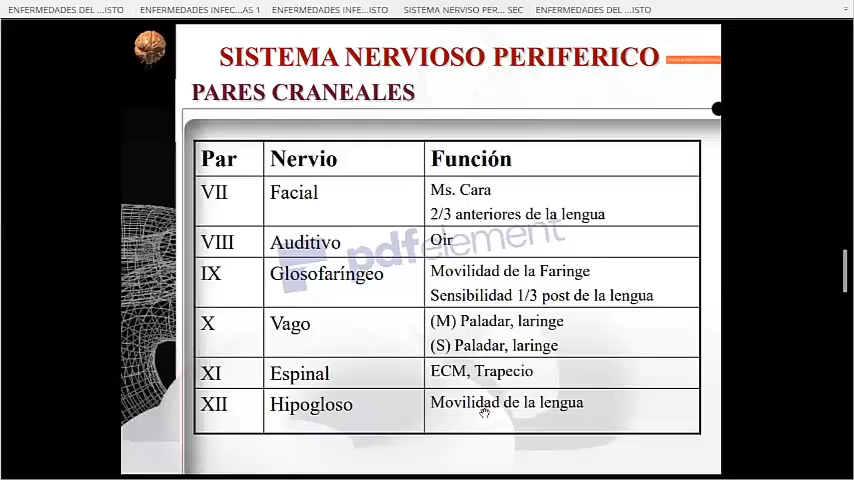 ENFERMEDADES DEL ...ISTO ENFERMEDADES INFEC...AS 1 ENFERMEDADES INFE...ISTO SISTEMA NERVISO PER... SEC ENFERMEDADES DEL ...ISTO
SISTEMA NERVIOSO PERIFERICO
PARES CRANEALES
Par Nervio Función
VII Facial Ms. Cara
2/3 anteriores de la lengua
VIII Auditivo Oir
pdfelement
IX Glosofaríngeo Movilidad de la Faringe
Sensibilidad 1/3 post de la lengua
X Vago (M) Paladar, laringe
(S) Paladar, laringe
XI Espinal ECM, Trapecio
XII Hipogloso Movilidad de la lengua